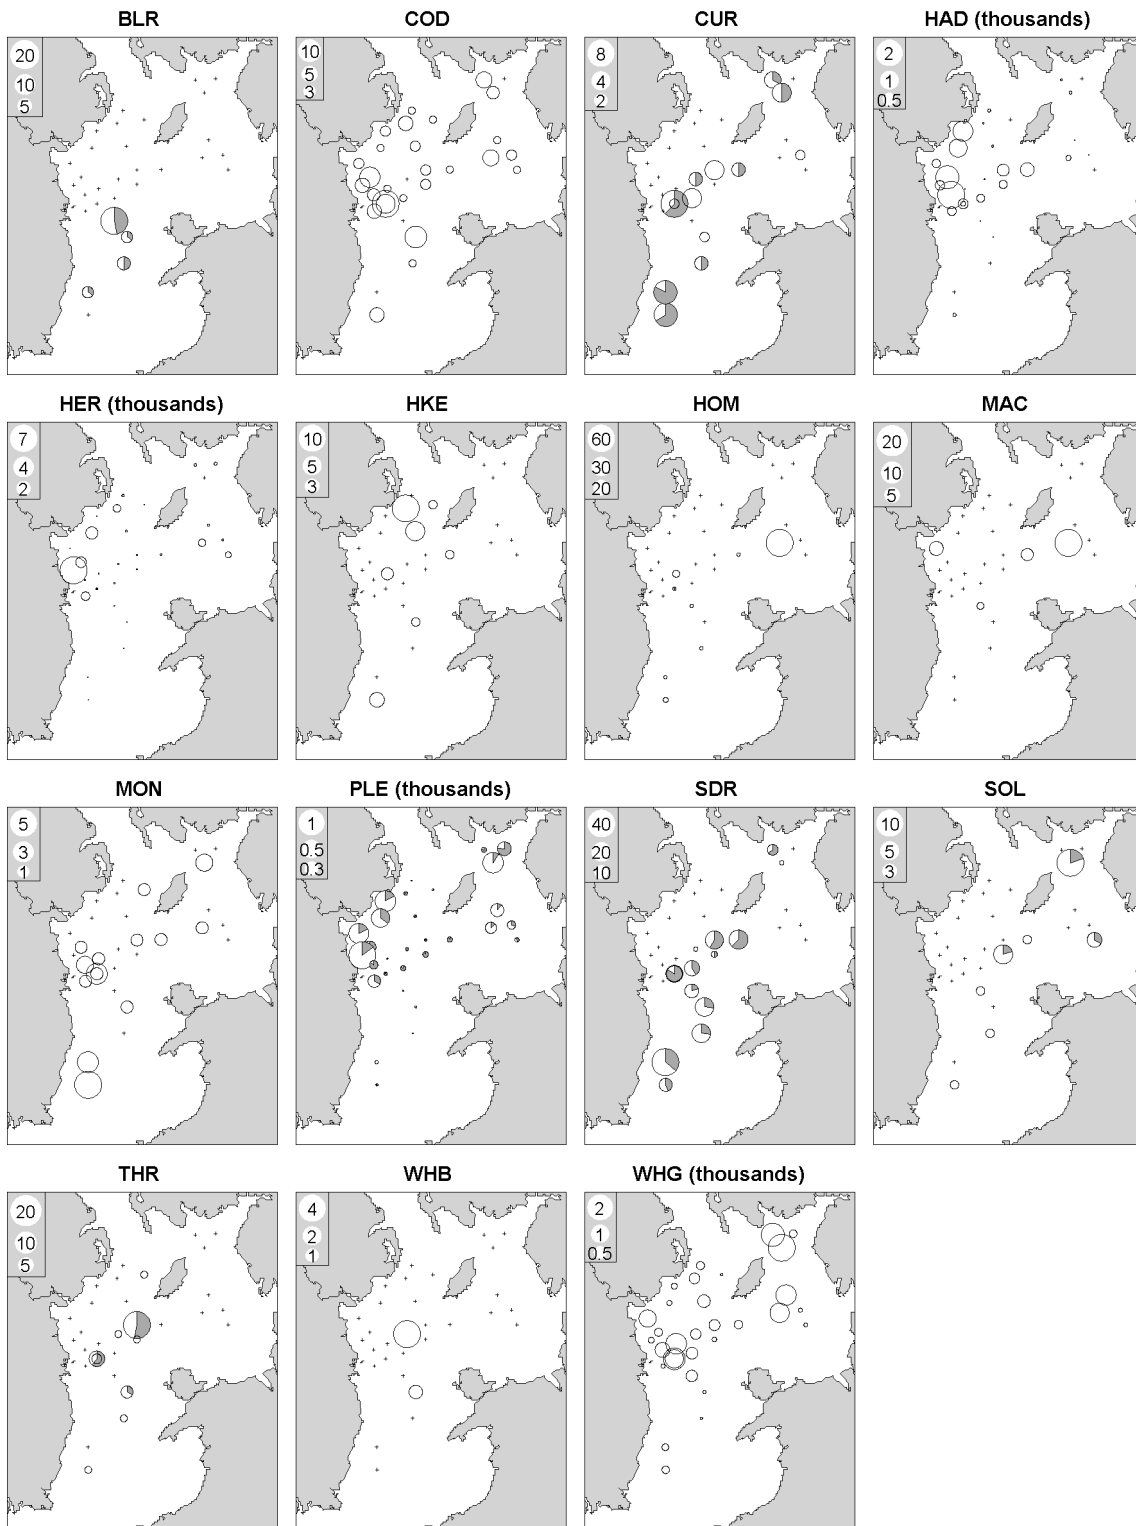 BLR COD CUR HAD (thousands)
20 10 8 2
10 5 4 1
5 3 2 0.5
HER (thousands) HKE HOM MAC
7 10 60 20
4 5 30 10
2 3 20 5
MON PLE (thousands) SDR SOL
5 1 40 10
3 0.5 20 5
1 0.3 10 3
THR WHB WHG (thousands)
20 4 2
10 2 1
5 1 0.5